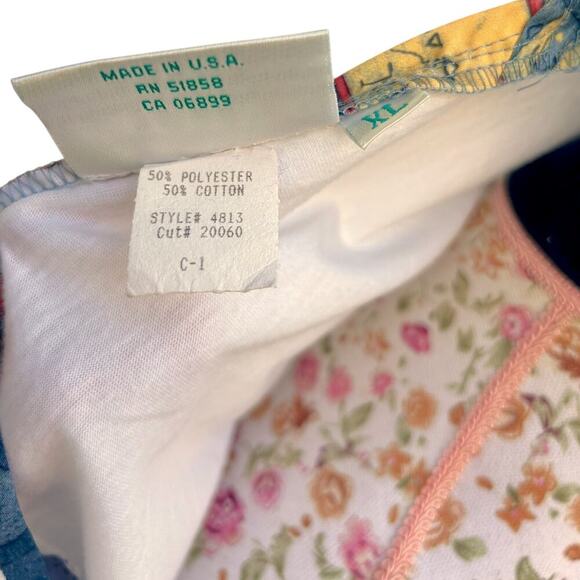 MADE IN U.S.A.
RN 51858
CA 06899
XL
50% POLYESTER
50% COTTON
STYLE# 4813
Cut# 20060
C-1